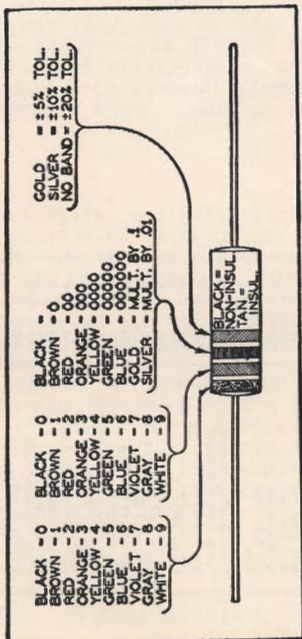 BLACK - 0
BROWN - 1
RED - 2
ORANGE - 3
YELLOW - 4
GREEN - 5
BLUE - 6
VIOLET - 7
GRAY - 8
WHITE - 9
BLACK - 0
BROWN - 1
RED - 2
ORANGE - 3
YELLOW - 4
GREEN - 5
BLUE - 6
VIOLET - 7
GRAY - 8
WHITE - 9
BLACK -
BROWN - 0
RED - 00
ORANGE - 000
YELLOW - 0000
GREEN - 00000
BLUE - 000000
GOLD - MULT. BY .1
SILVER - MULT. BY .01
GOLD = ±5% TOL.
SILVER = ±10% TOL.
NO BAND = ±20% TOL.
BLACK =
NON-INSUL.
TAN =
INSUL.